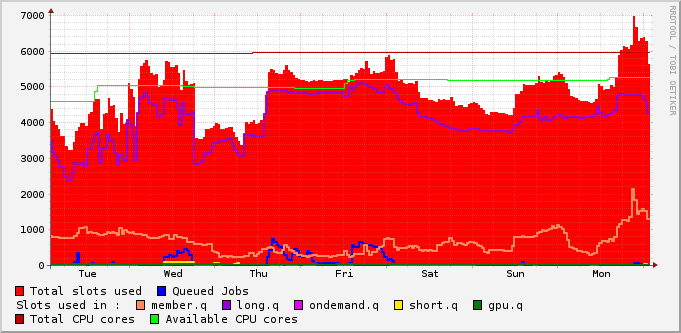 7000
6000
5000
4000
3000
2000
1000
0
Tue Wed Thu Fri Sat Sun Mon
RRDTOOL / TOBI OETIKER
Total slots used Queued Jobs
Slots used in : member.q long.q ondemand.q short.q gpu.q
Total CPU cores Available CPU cores